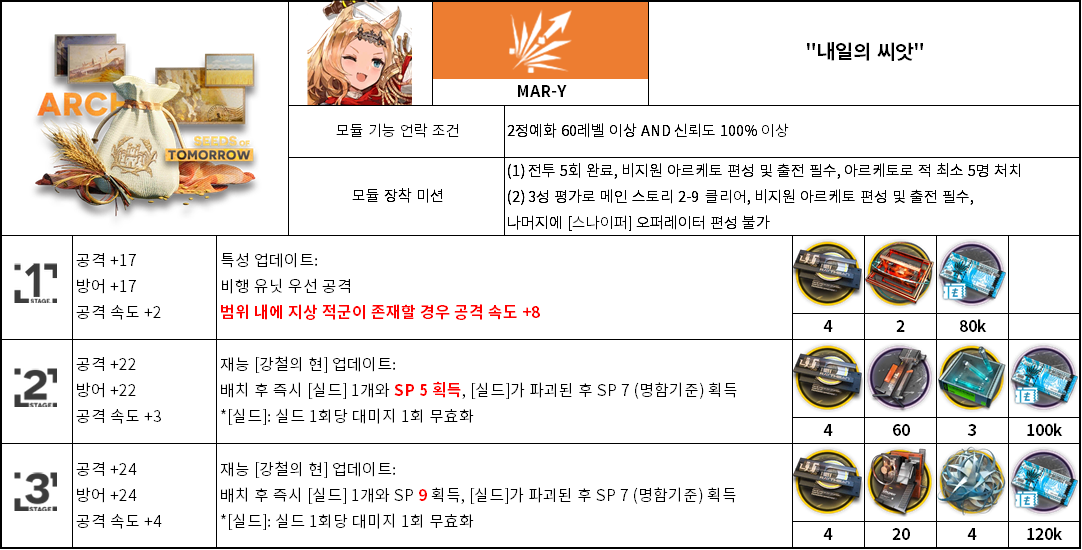 ARCH
SEEDS OF
TOMORROW
MAR-Y
"내일의 씨앗"
모듈 기능 언락 조건
2정예화 60레벨 이상 AND 신뢰도 100% 이상
모듈 장착 미션
(1) 전투 5회 완료, 비지원 아르케토 편성 및 출전 필수, 아르케토로 적 최소 5명 처치
(2) 3성 평가로 메인 스토리 2-9 클리어, 비지원 아르케토 편성 및 출전 필수,
나머지에 [스나이퍼] 오퍼레이터 편성 불가
1
STAGE
공격 +17
방어 +17
공격 속도 +2
특성 업데이트:
비행 유닛 우선 공격
범위 내에 지상 적군이 존재할 경우 공격 속도 +8
4
2
80k
2
STAGE
공격 +22
방어 +22
공격 속도 +3
재능 [강철의 현] 업데이트:
배치 후 즉시 [실드] 1개와 SP 5 획득, [실드]가 파괴된 후 SP 7 (명함기준) 획득
*[실드]: 실드 1회당 대미지 1회 무효화
4
60
3
100k
3
STAGE
공격 +24
방어 +24
공격 속도 +4
재능 [강철의 현] 업데이트:
배치 후 즉시 [실드] 1개와 SP 9 획득, [실드]가 파괴된 후 SP 7 (명함기준) 획득
*[실드]: 실드 1회당 대미지 1회 무효화
4
20
4
120k